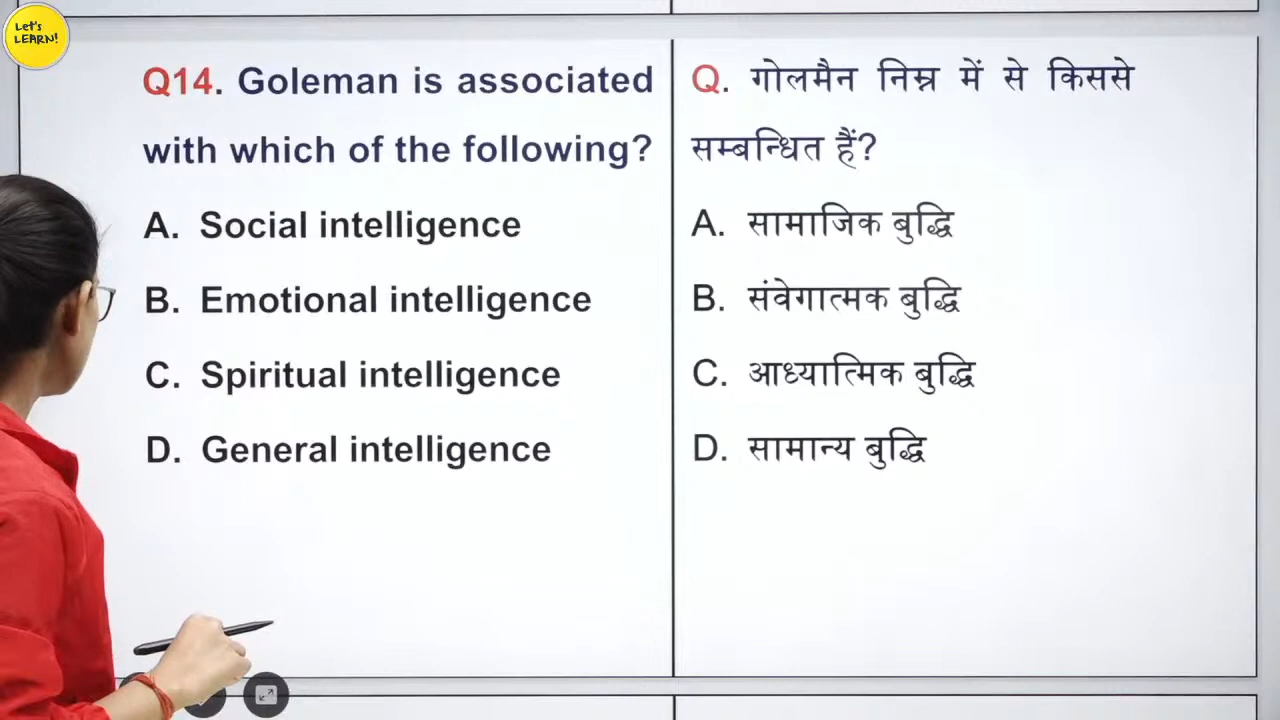 Let's
LEARN!
Q14. Goleman is associated
with which of the following?
A. Social intelligence
B. Emotional intelligence
C. Spiritual intelligence
D. General intelligence
Q. गोलमैन निम्न में से किससे
सम्बन्धित हैं?
A. सामाजिक बुद्धि
B. संवेगात्मक बुद्धि
C. आध्यात्मिक बुद्धि
D. सामान्य बुद्धि